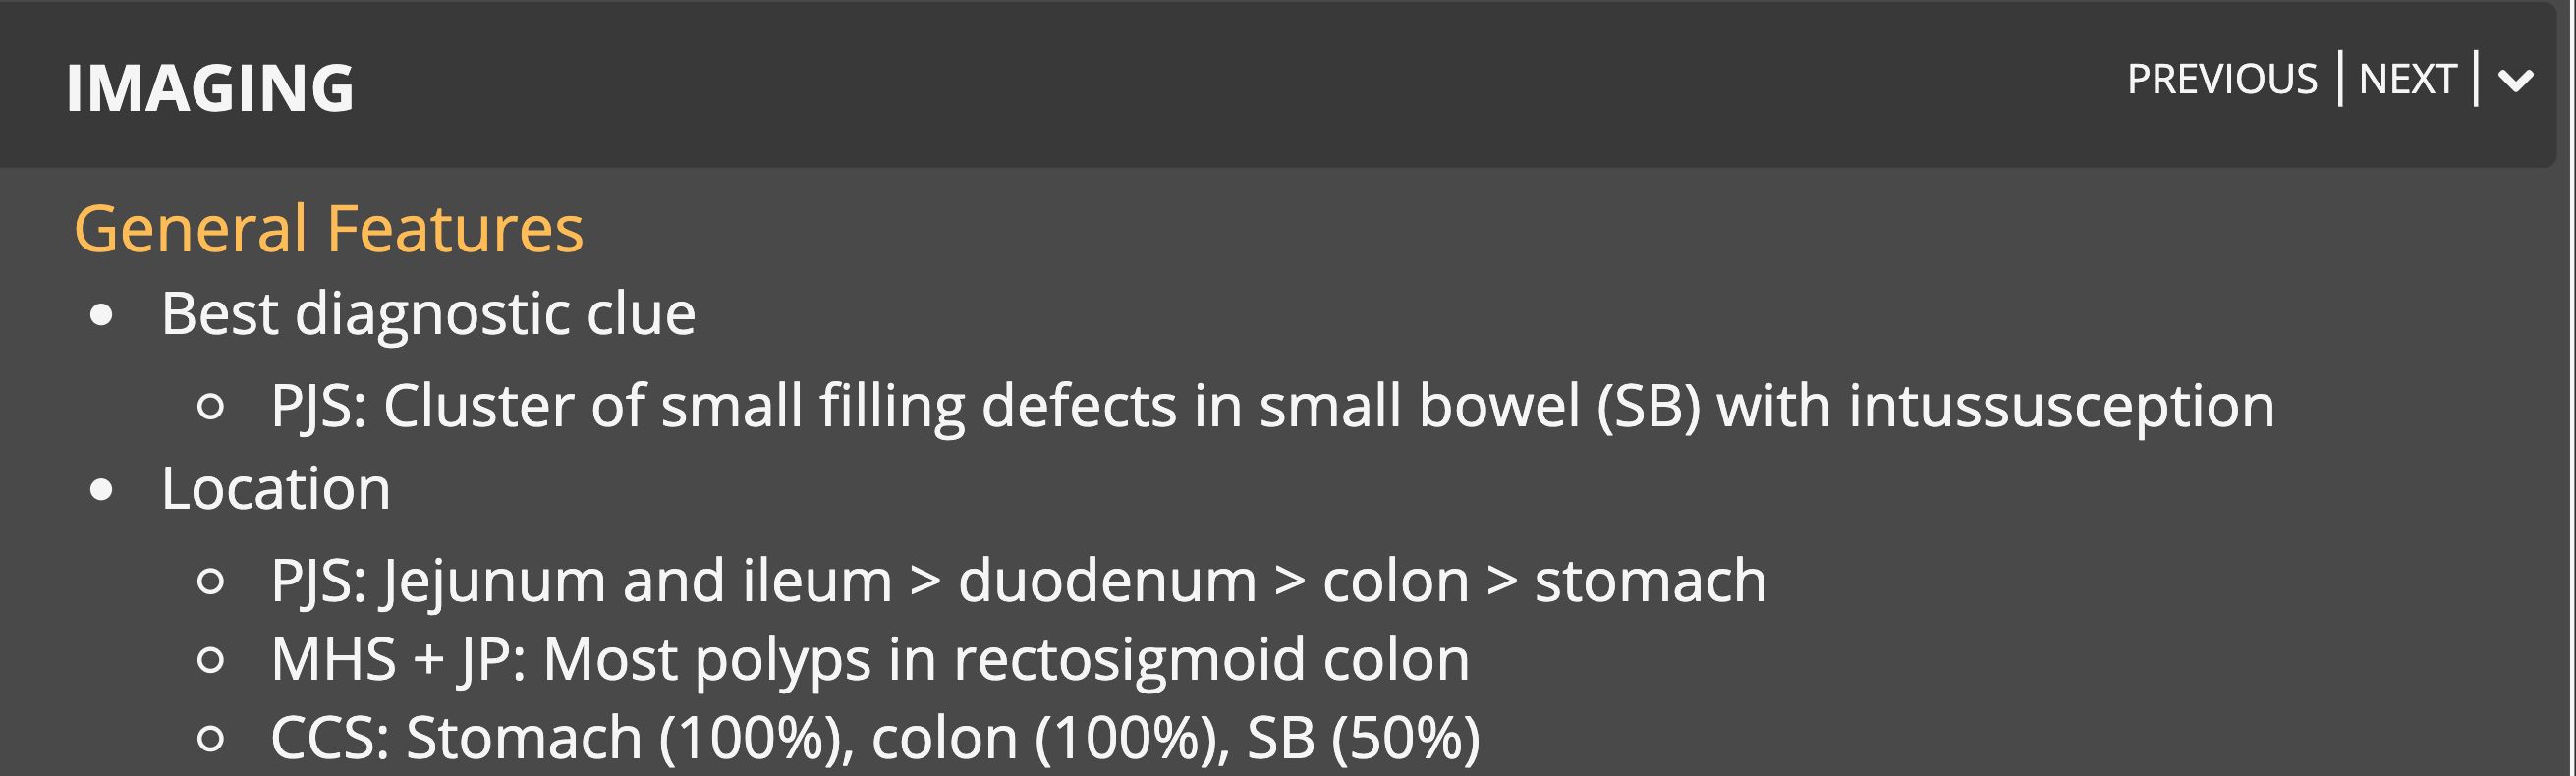 IMAGING
PREVIOUS | NEXT |
General Features
• Best diagnostic clue
○ PJS: Cluster of small filling defects in small bowel (SB) with intussusception
• Location
○ PJS: Jejunum and ileum > duodenum > colon > stomach
○ MHS + JP: Most polyps in rectosigmoid colon
○ CCS: Stomach (100%), colon (100%), SB (50%)